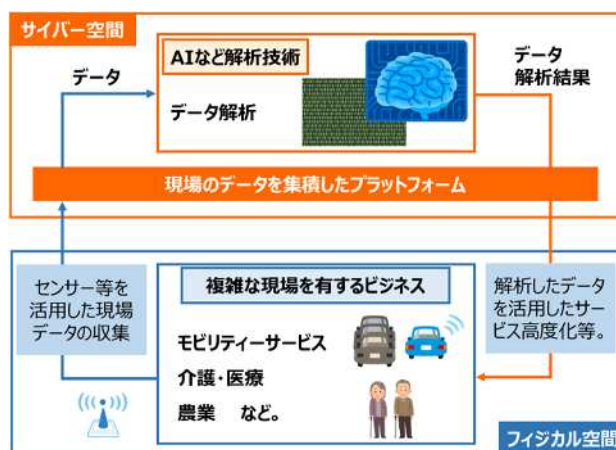 サイバー空間
データ
AIなど解析技術
データ解析
データ
解析結果
現場のデータを集積したプラットフォーム
センサー等を
活用した現場
データの収集
複雑な現場を有するビジネス
モビリティーサービス
介護・医療
農業　など。
解析したデータ
を活用したサー
ビス高度化等。
フィジカル空間